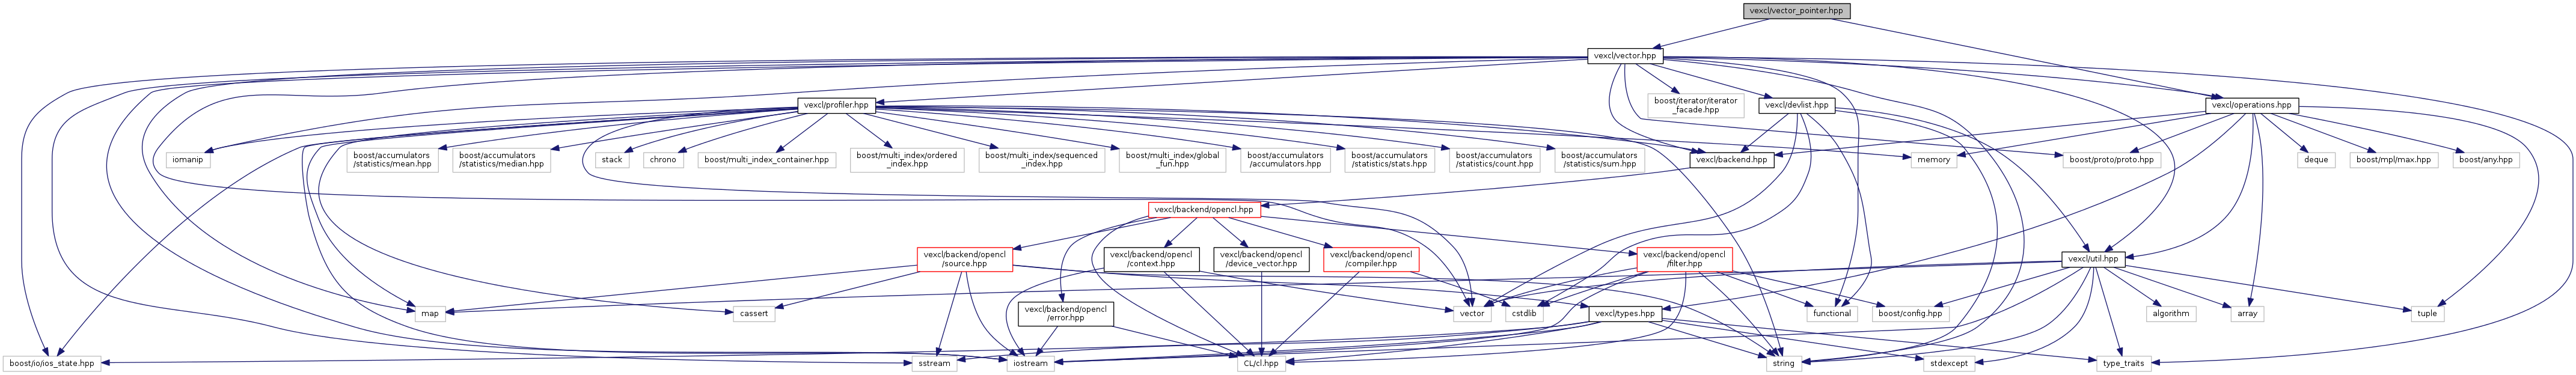 vexcl/vector_pointer.hpp
vexcl/vector.hpp
vexcl/profiler.hpp
boost/iterator/iterator
_facade.hpp
vexcl/devlist.hpp
vexcl/operations.hpp
iomanip
boost/accumulators
/statistics/mean.hpp
boost/accumulators
/statistics/median.hpp
stack
chrono
boost/multi_index_container.hpp
boost/multi_index/ordered
_index.hpp
boost/multi_index/sequenced
_index.hpp
boost/multi_index/global
_fun.hpp
boost/accumulators
/accumulators.hpp
boost/accumulators
/statistics/stats.hpp
boost/accumulators
/statistics/count.hpp
boost/accumulators
/statistics/sum.hpp
vexcl/backend.hpp
memory
boost/proto/proto.hpp
deque
boost/mpl/max.hpp
boost/any.hpp
vexcl/backend/opencl.hpp
vexcl/backend/opencl
/source.hpp
vexcl/backend/opencl
/context.hpp
vexcl/backend/opencl
/device_vector.hpp
vexcl/backend/opencl
/compiler.hpp
vexcl/backend/opencl
/filter.hpp
vexcl/util.hpp
map
cassert
vexcl/backend/opencl
/error.hpp
vector
cstdlib
vexcl/types.hpp
functional
boost/config.hpp
algorithm
array
tuple
boost/io/ios_state.hpp
sstream
iostream
CL/cl.hpp
string
stdexcept
type_traits